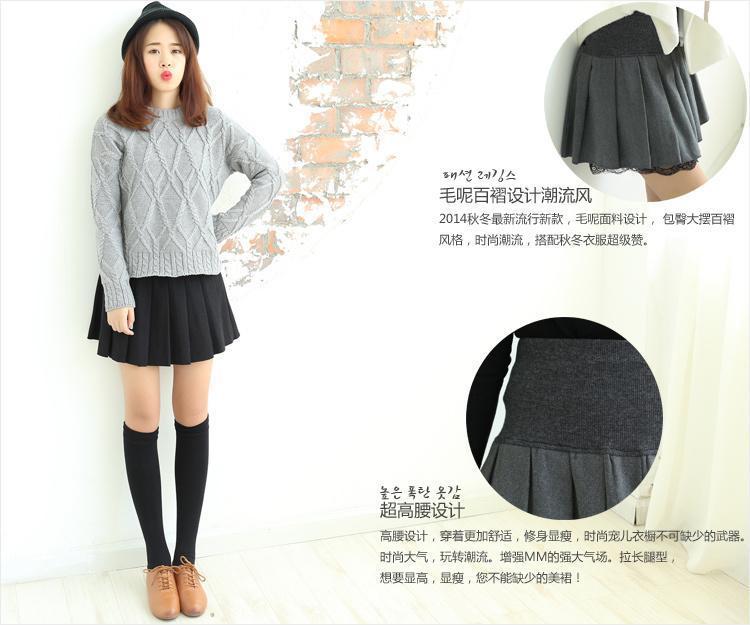 패션 레깅스
毛呢百褶设计潮流风
2014秋冬最新流行新款，毛呢面料设计， 包臀大摆百褶
风格，时尚潮流，搭配秋冬衣服超级赞。
높은 폭탄 옷감
超高腰设计
高腰设计，穿着更加舒适，修身显瘦，时尚宠儿衣橱不可缺少的武器。
时尚大气，玩转潮流。增强MM的强大气场。拉长腿型，
想要显高，显瘦，您不能缺少的美裙！